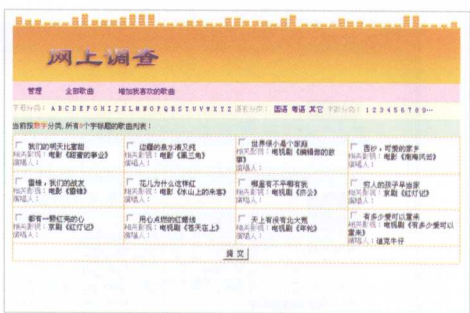 网上调查
管理 全部歌曲 增加我喜欢的歌曲
字母分类：A B C D E F G H I J K L M N O P Q R S T U V W X Y Z 语言分类：国语 粤语 其它 字数分类：1 2 3 4 5 6 7 8 9…
当前按数字分类，所有8个字标题的歌曲列表：
我们的明天比蜜甜 边疆的泉水清又纯 世界很小是个家庭 西沙，可爱的家乡
相关影视：电影《甜蜜的事业》 相关影视：电影《黑三角》 相关影视：电视剧《编辑部的故事》 相关影视：电影《南海风云》
演唱人： 演唱人： 演唱人： 演唱人：
雷锋，我们的战友 花儿为什么这样红 哪里有不平哪有我 穷人的孩子早当家
相关影视：电影《雷锋》 相关影视：电影《冰山上的来客》 相关影视：电视剧《济公》 相关影视：京剧《红灯记》
演唱人： 演唱人： 演唱人： 演唱人：
都有一颗红亮的心 用心点燃的红蜡烛 天上有没有北大荒 有多少爱可以重来
相关影视：京剧《红灯记》 相关影视：电视剧《苍天在上》 相关影视：电视剧《年轮》 相关影视：电视剧《有多少爱可以重来》
演唱人： 演唱人： 演唱人： 演唱人：迪克牛仔
提 交